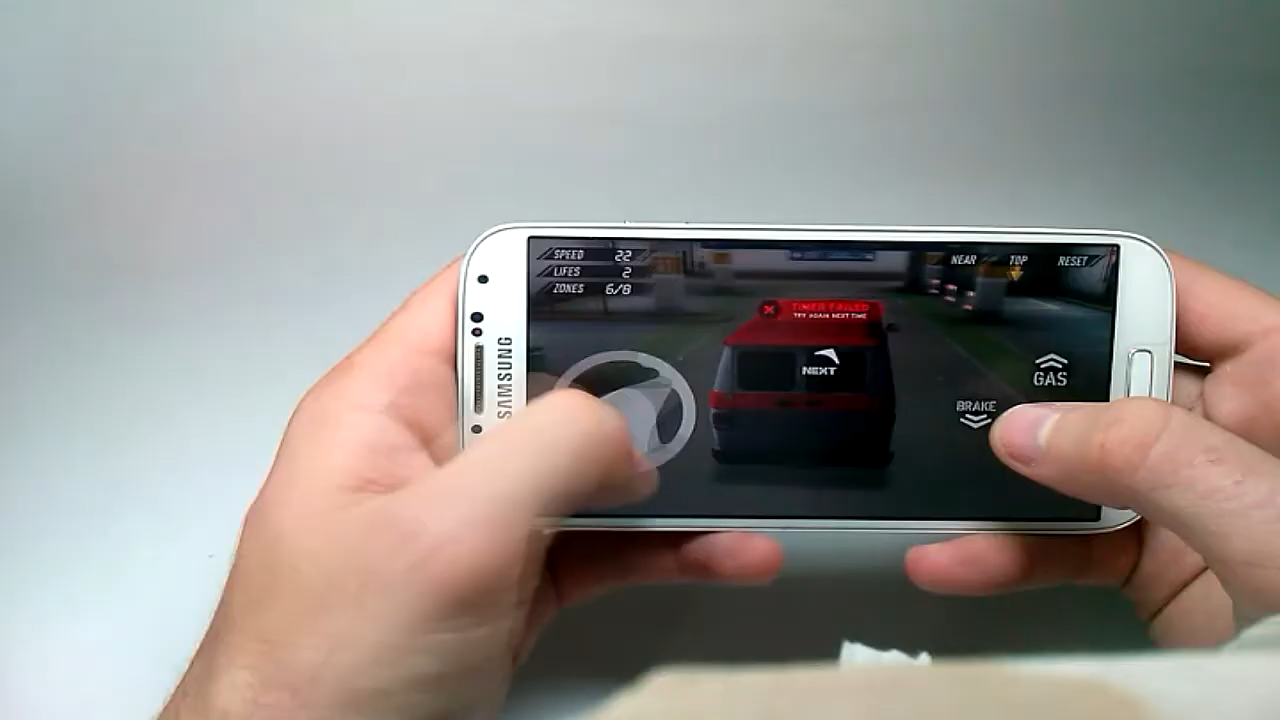 SAMSUNG
SPEED 22
LIFES 2
ZONES 6/8
NEAR TOP RESET
TIMER FAILED
TRY AGAIN NEXT TIME
NEXT
GAS
BRAKE